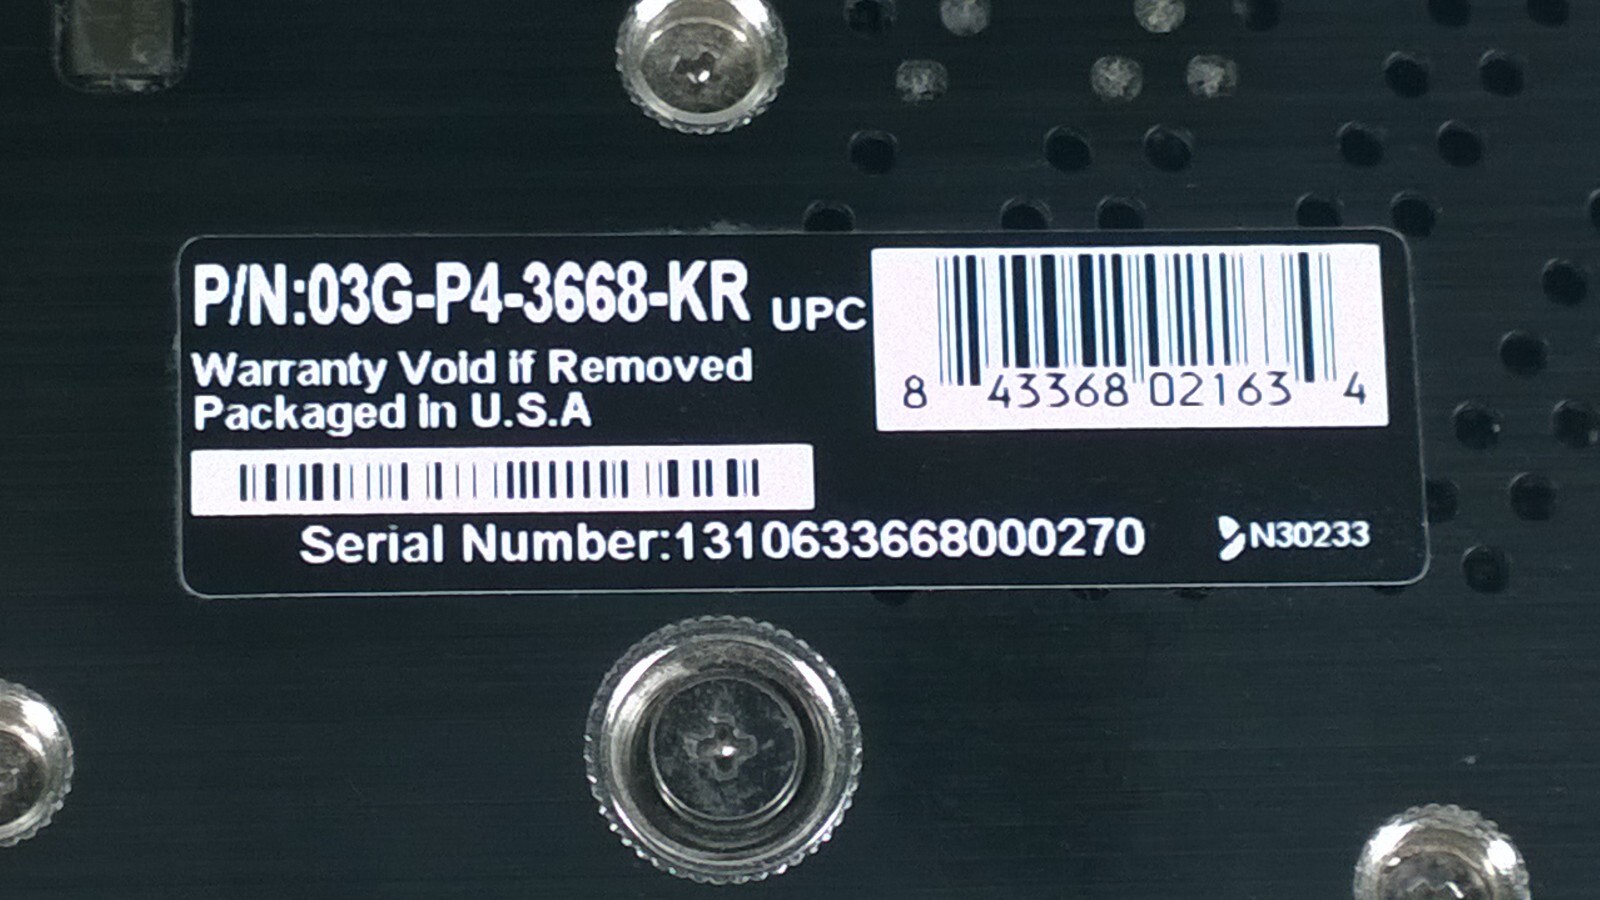 P/N:03G-P4-3668-KR
UPC
8 43368 02163 4
Warranty Void if Removed
Packaged in U.S.A
Serial Number:1310633668000270
N30233